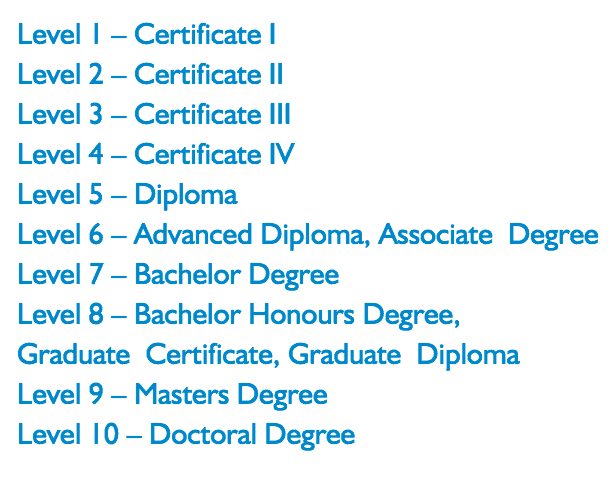 Level 1 – Certificate I
Level 2 – Certificate II
Level 3 – Certificate III
Level 4 – Certificate IV
Level 5 – Diploma
Level 6 – Advanced Diploma, Associate Degree
Level 7 – Bachelor Degree
Level 8 – Bachelor Honours Degree,
Graduate Certificate, Graduate Diploma
Level 9 – Masters Degree
Level 10 – Doctoral Degree